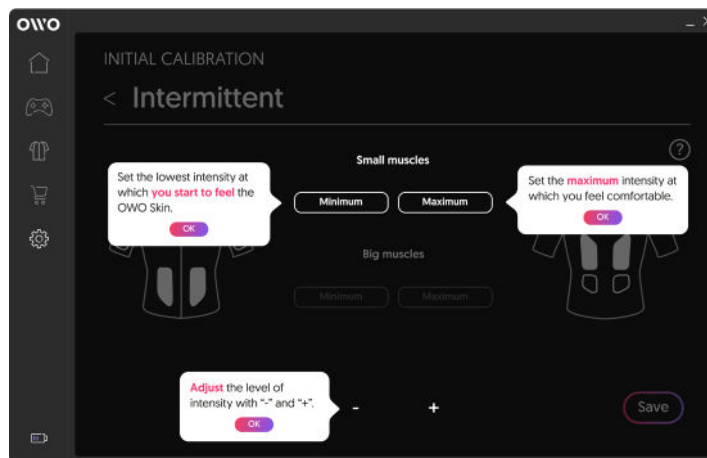 OWO
INITIAL CALIBRATION
< Intermittent
?
Small muscles
Set the lowest intensity at
which you start to feel the
OWO Skin.
OK
Minimum
Maximum
Set the maximum intensity at
which you feel comfortable.
OK
Big muscles
Minimum
Maximum
Adjust the level of
intensity with “-” and “+”.
OK
-
+
Save